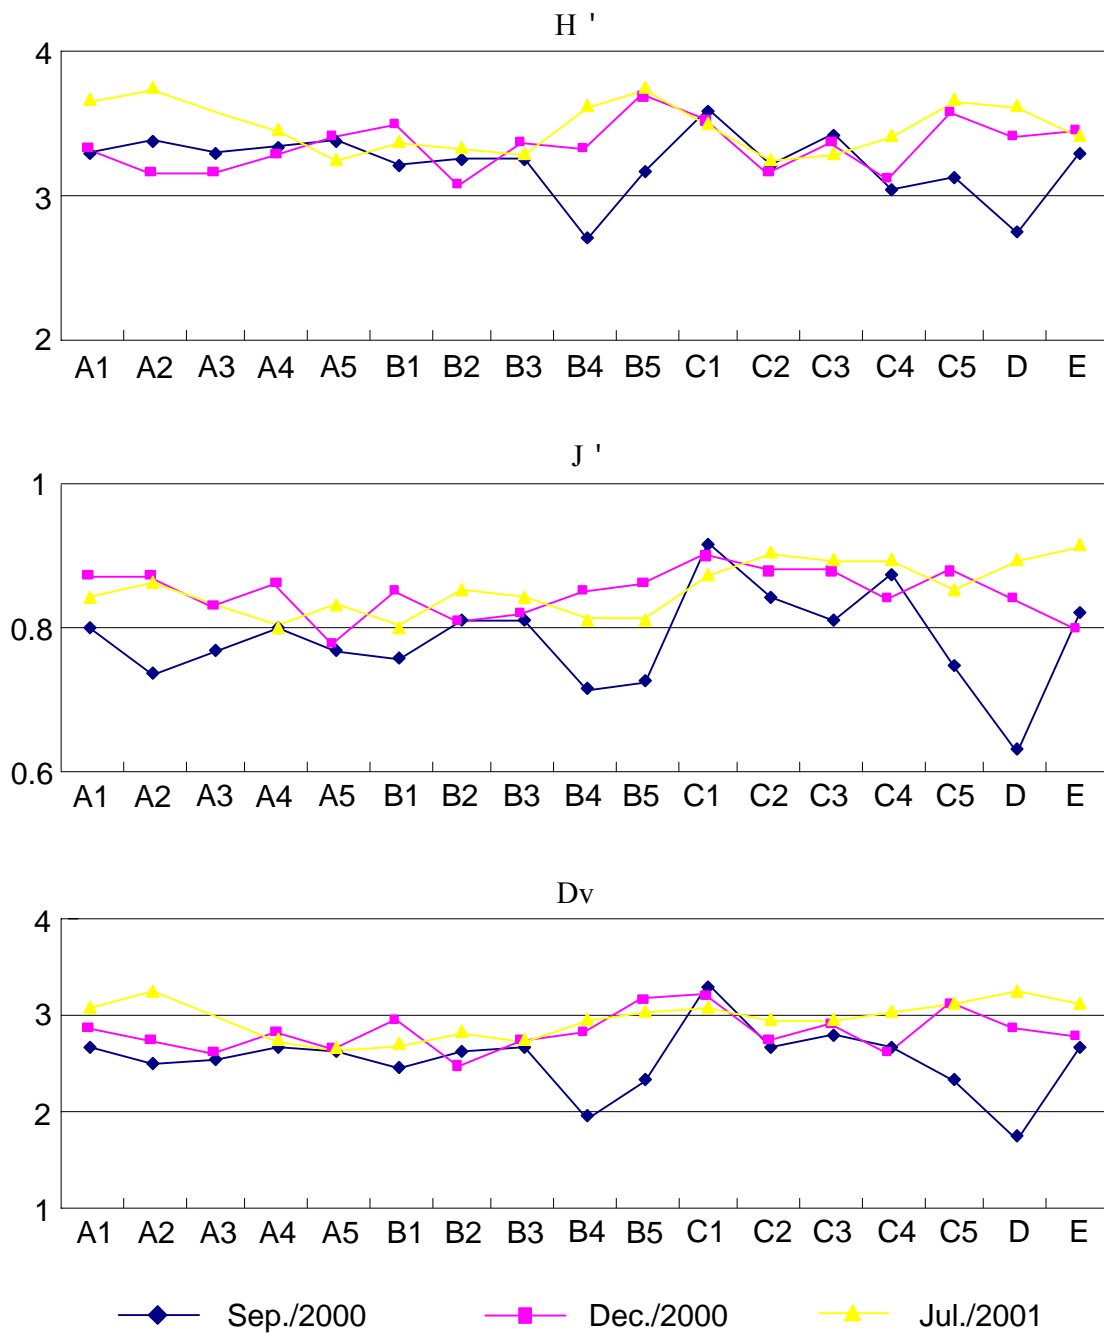 H '
4
3
2
A1 A2 A3 A4 A5 B1 B2 B3 B4 B5 C1 C2 C3 C4 C5 D E
J '
1
0.8
0.6
A1 A2 A3 A4 A5 B1 B2 B3 B4 B5 C1 C2 C3 C4 C5 D E
Dv
4
3
2
1
A1 A2 A3 A4 A5 B1 B2 B3 B4 B5 C1 C2 C3 C4 C5 D E
Sep./2000 Dec./2000 Jul./2001